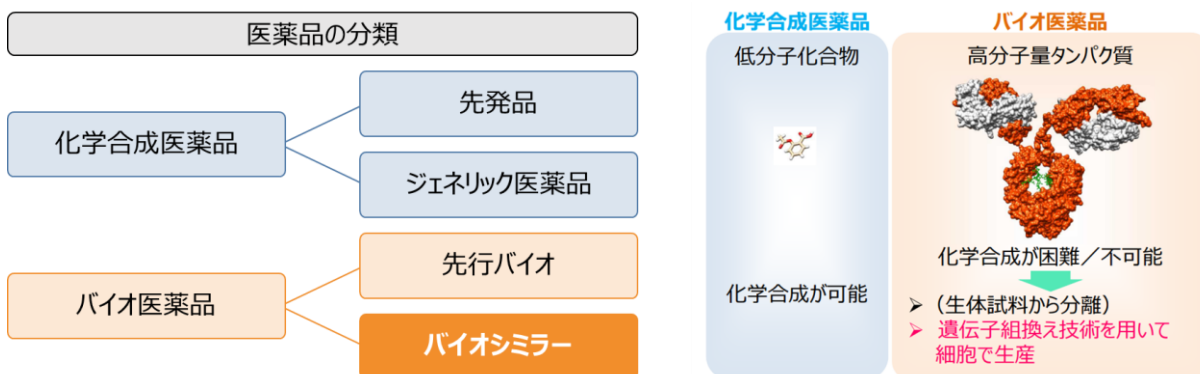 医薬品の分類
化学合成医薬品
先発品
ジェネリック医薬品
バイオ医薬品
先行バイオ
バイオシミラー
化学合成医薬品
低分子化合物
化学合成が可能
バイオ医薬品
高分子量タンパク質
化学合成が困難／不可能
➢ （生体試料から分離）
➢ 遺伝子組換え技術を用いて
細胞で生産